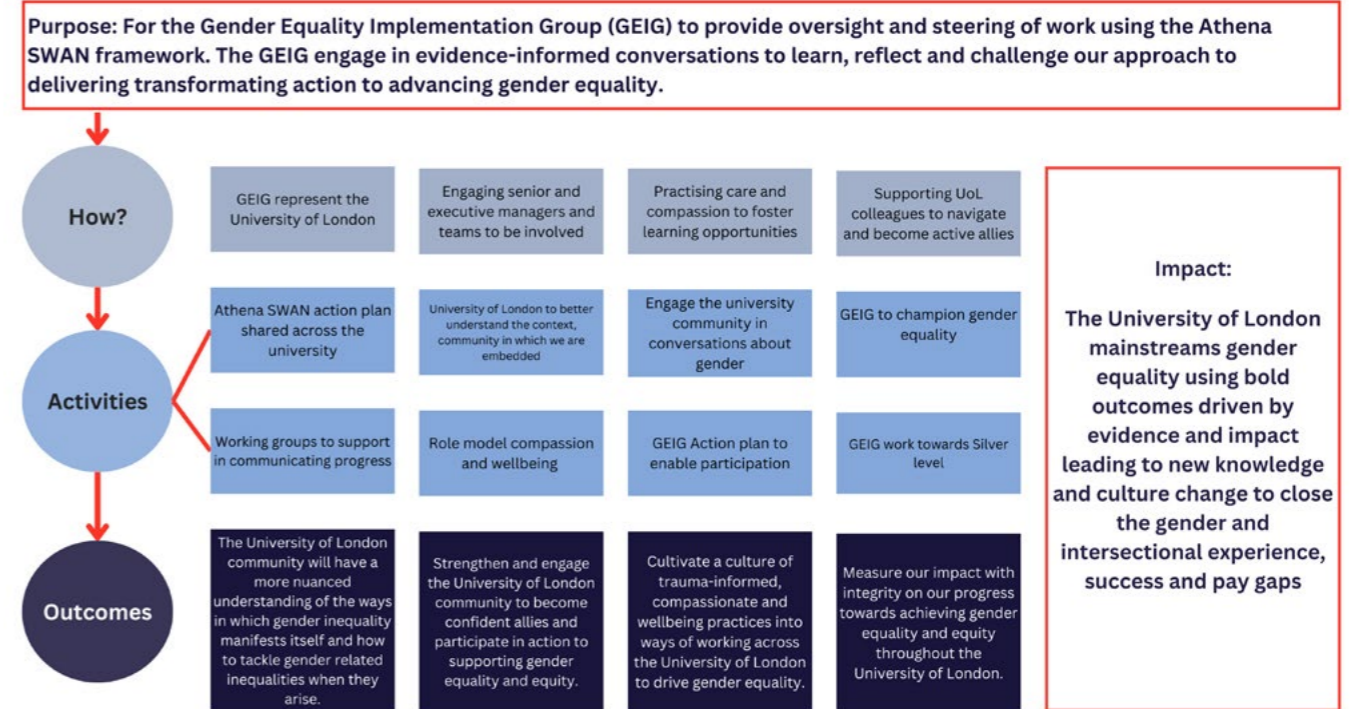 Purpose: For the Gender Equality Implementation Group (GEIG) to provide oversight and steering of work using the Athena
SWAN framework. The GEIG engage in evidence-informed conversations to learn, reflect and challenge our approach to
delivering transformating action to advancing gender equality.
How?
GEIG represent the
University of London
Engaging senior and
executive managers and
teams to be involved
Practising care and
compassion to foster
learning opportunities
Supporting UoL
colleagues to navigate
and become active allies
Activities
Athena SWAN action plan
shared across the
university
University of London to better
understand the context,
community in which we are
embedded
Engage the university
community in
conversations about
gender
GEIG to champion gender
equality
Working groups to support
in communicating progress
Role model compassion
and wellbeing
GEIG Action plan to
enable participation
GEIG work towards Silver
level
Outcomes
The University of London
community will have a
more nuanced
understanding of the ways
in which gender inequality
manifests itself and how
to tackle gender related
inequalities when they
arise.
Strengthen and engage
the University of London
community to become
confident allies and
participate in action to
supporting gender
equality and equity.
Cultivate a culture of
trauma-informed,
compassionate and
wellbeing practices into
ways of working across
the University of London
to drive gender equality.
Measure our impact with
integrity on our progress
towards achieving gender
equality and equity
throughout the
University of London.
Impact:
The University of London
mainstreams gender
equality using bold
outcomes driven by
evidence and impact
leading to new knowledge
and culture change to close
the gender and
intersectional experience,
success and pay gaps